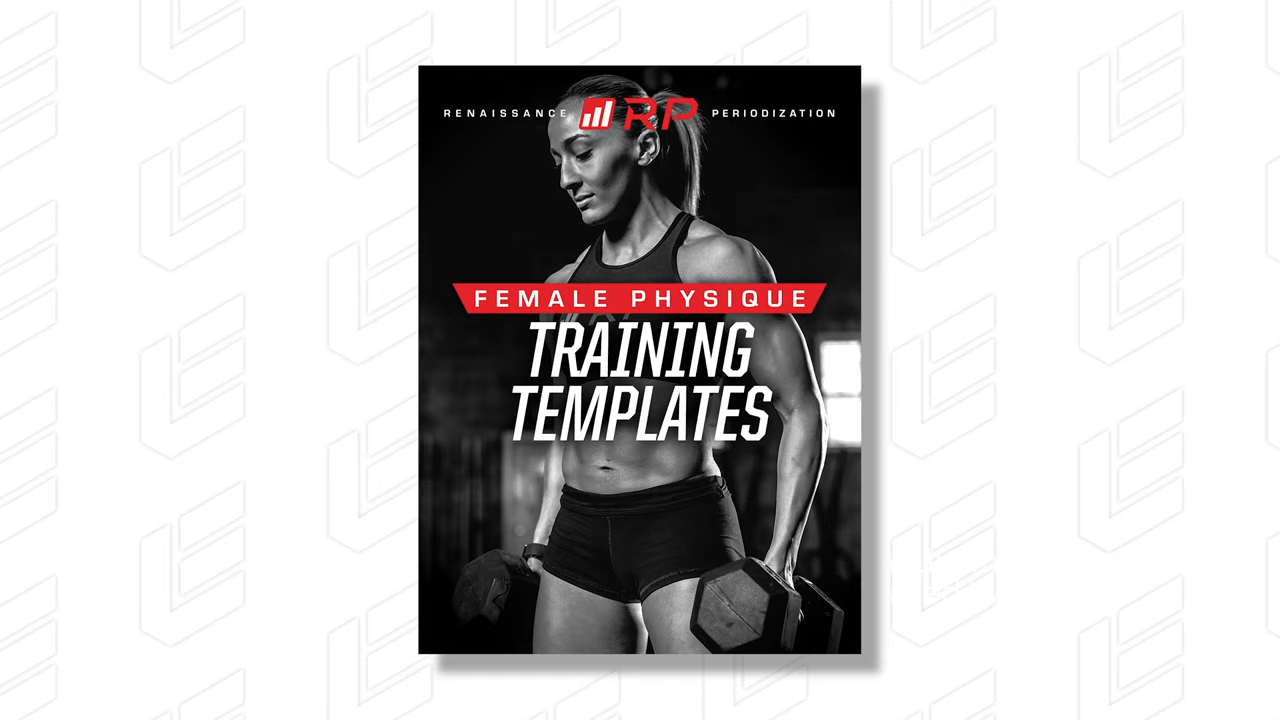 RENAISSANCE RP PERIODIZATION
FEMALE PHYSIQUE
TRAINING
TEMPLATES